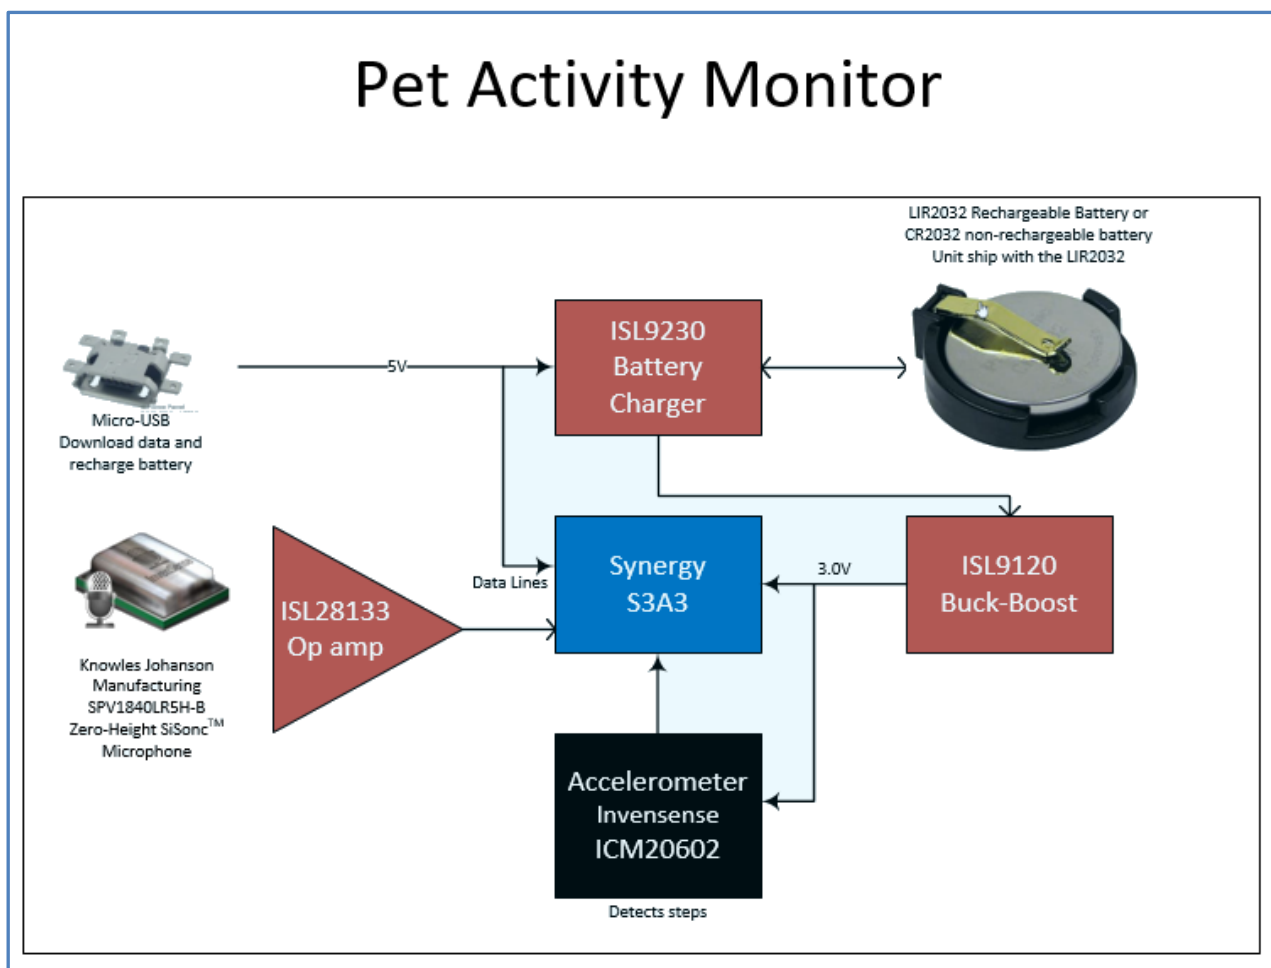 Pet Activity Monitor
LIR2032 Rechargeable Battery or
CR2032 non-rechargeable battery
Unit ship with the LIR2032
ISL9230
Battery
Charger
5V
Micro-USB
Download data and
recharge battery
Synergy
S3A3
Data Lines
3.0V
ISL9120
Buck-Boost
ISL28133
Op amp
Knowles Johanson
Manufacturing
SPV1840LR5H-B
Zero-Height SiSonc™
Microphone
Accelerometer
Invensense
ICM20602
Detects steps